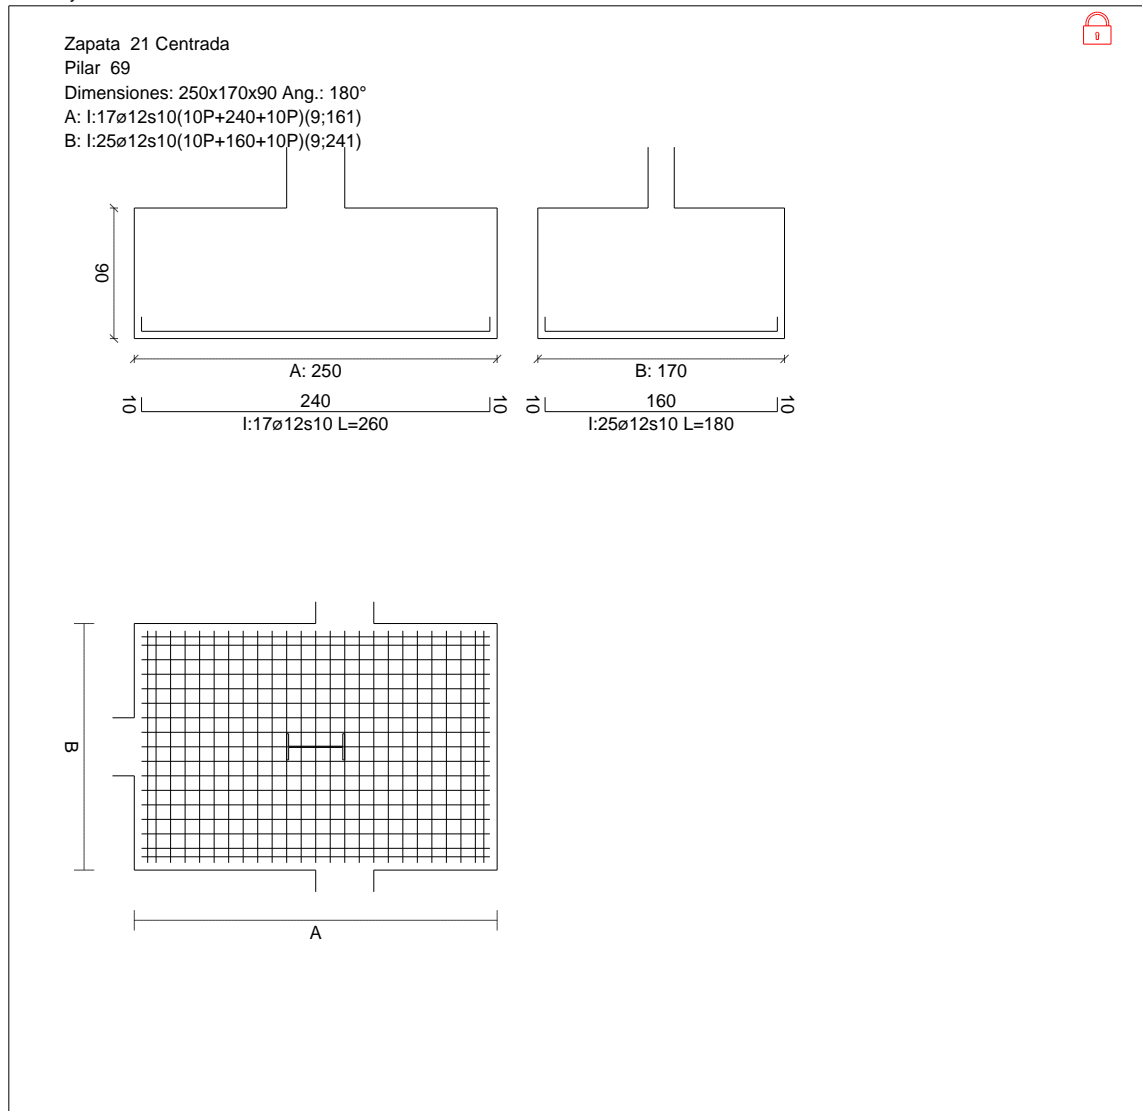 Zapata 21 Centrada
Pilar 69
Dimensiones: 250x170x90 Ang.: 180°
A: I:17ø12s10(10P+240+10P)(9;161)
B: I:25ø12s10(10P+160+10P)(9;241)
90
A: 250
B: 170
10
240
10
10
160
10
I:17ø12s10 L=260
I:25ø12s10 L=180
B
A